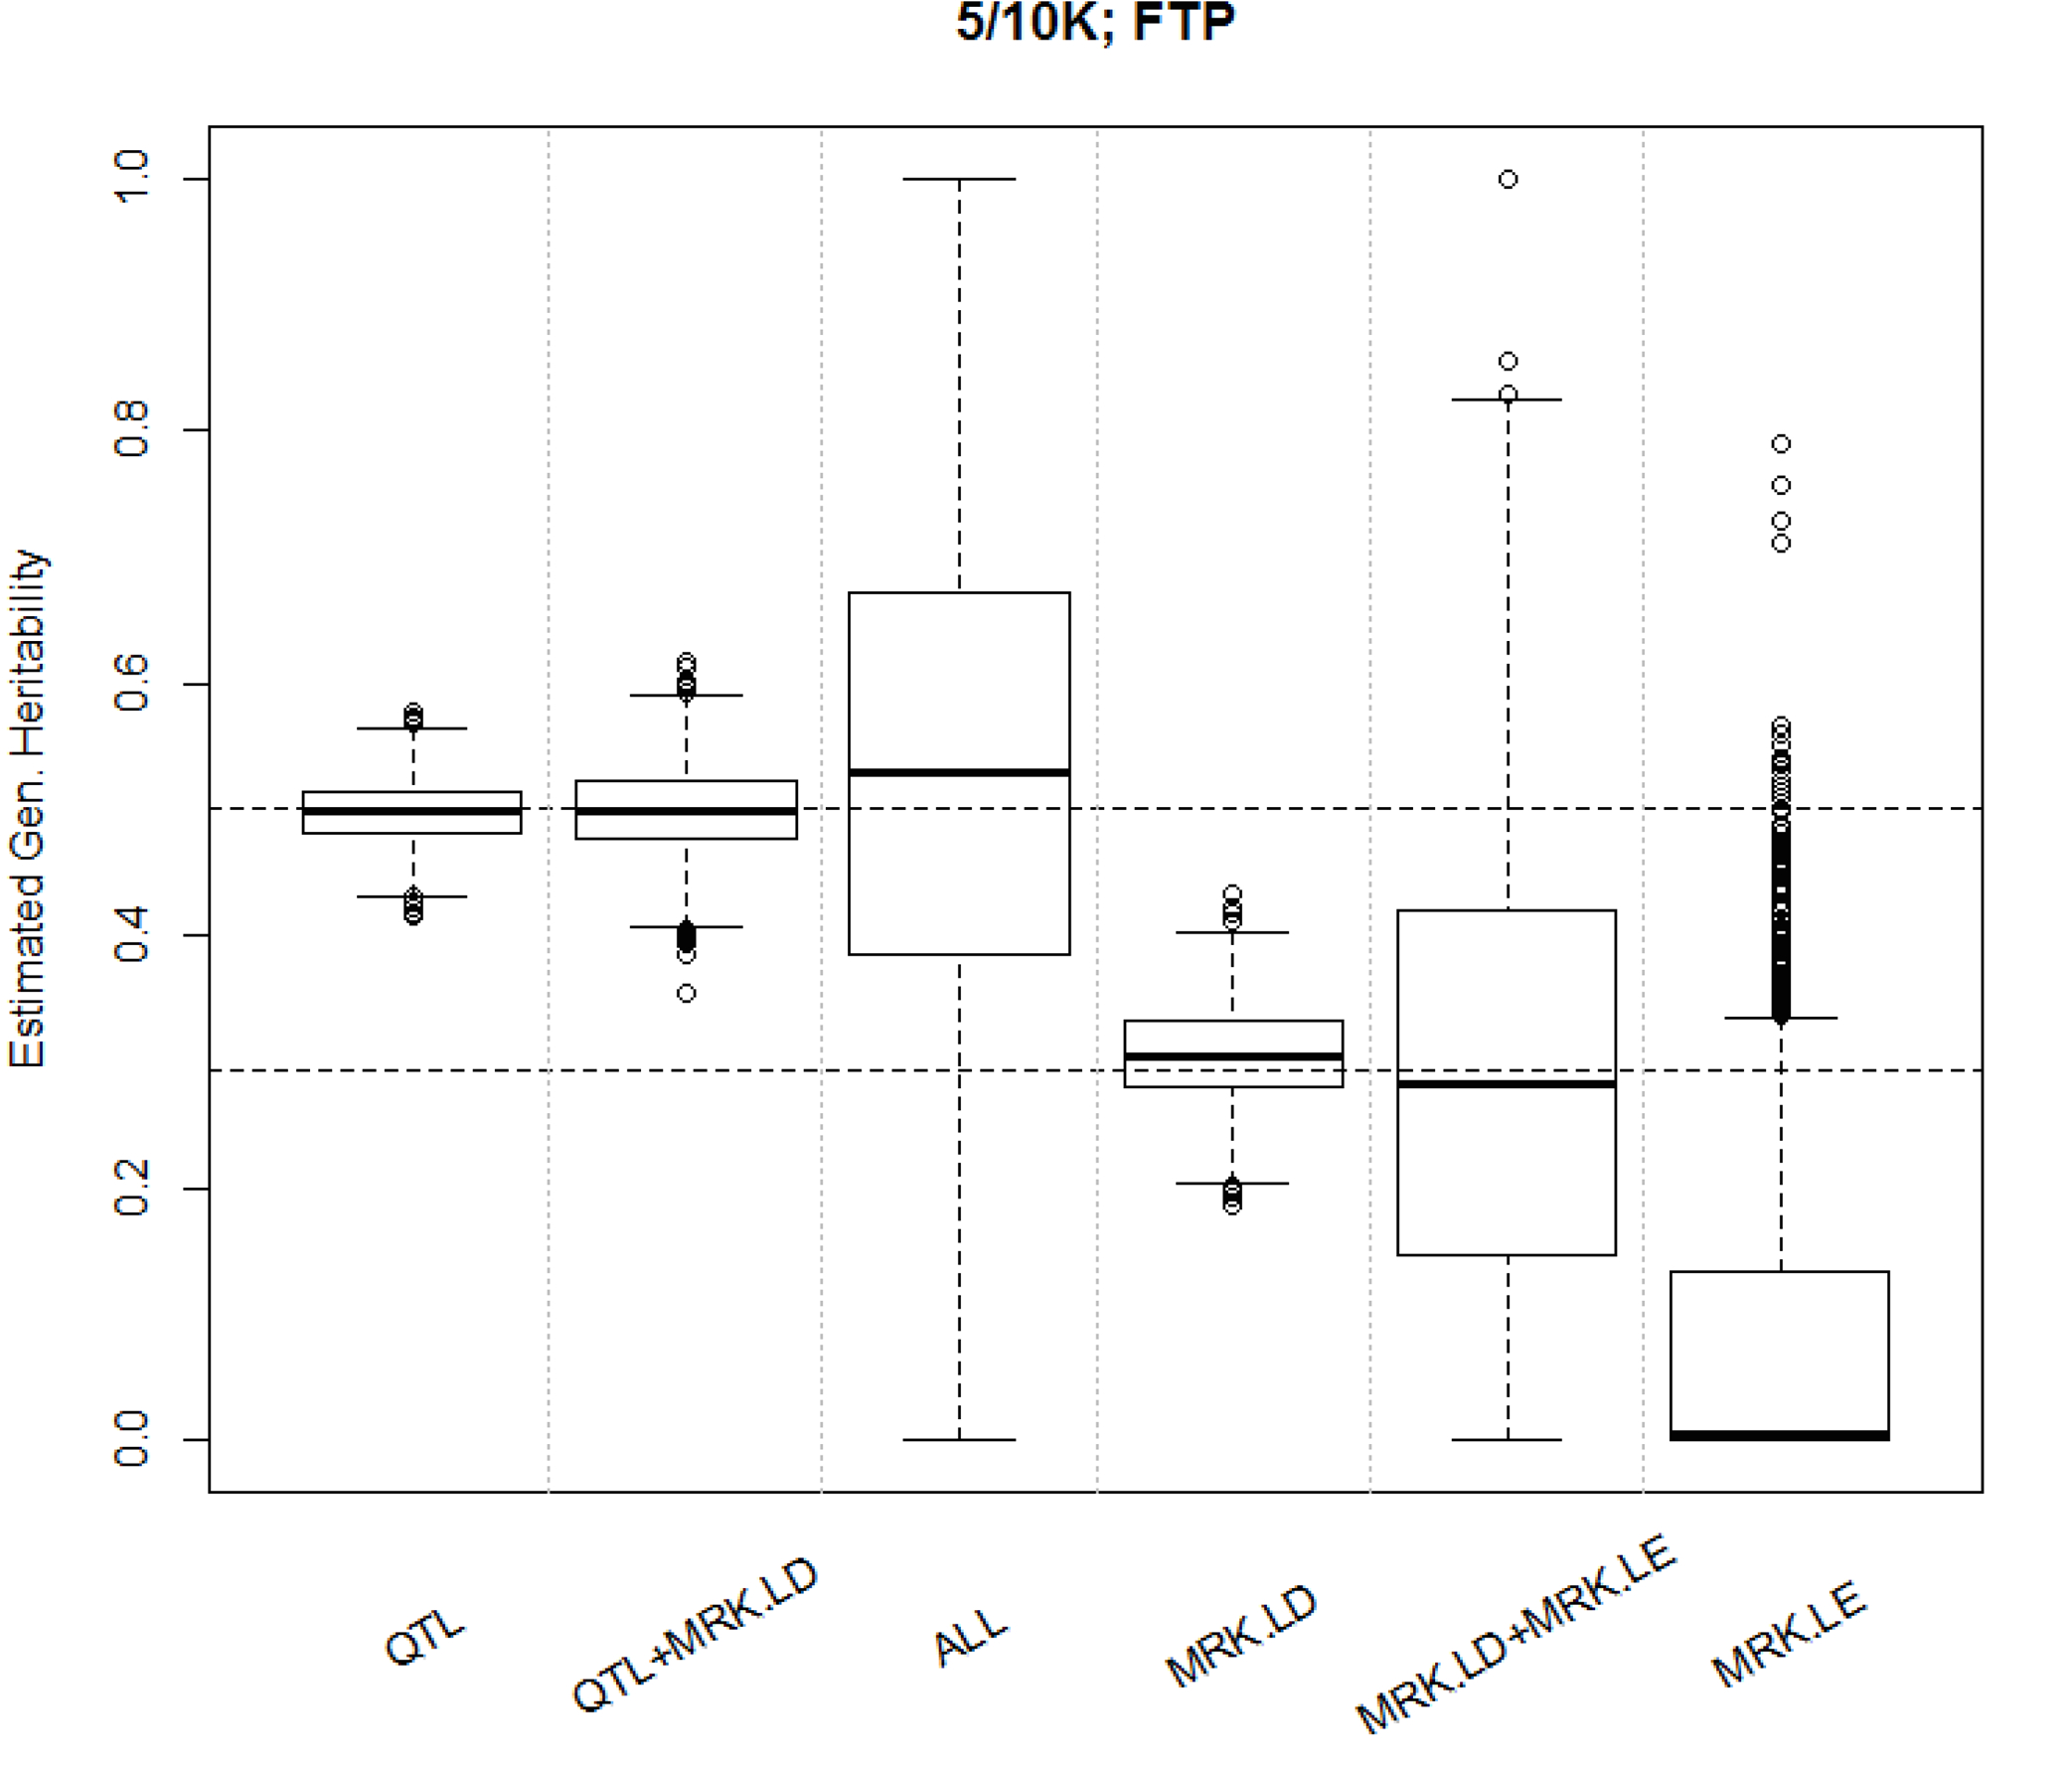 5/10K; FTP
Estimated Gen. Heritability
1.0
0.8
0.6
0.4
0.2
0.0
QTL
QTL+MRK.LD
ALL
MRK.LD
MRK.LD+MRK.LE
MRK.LE